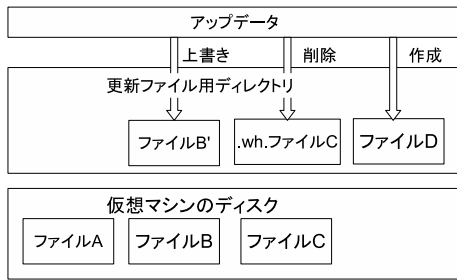 アップデータ
上書き
削除
作成
更新ファイル用ディレクトリ
ファイルB'
.wh.ファイルC
ファイルD
仮想マシンのディスク
ファイルA
ファイルB
ファイルC